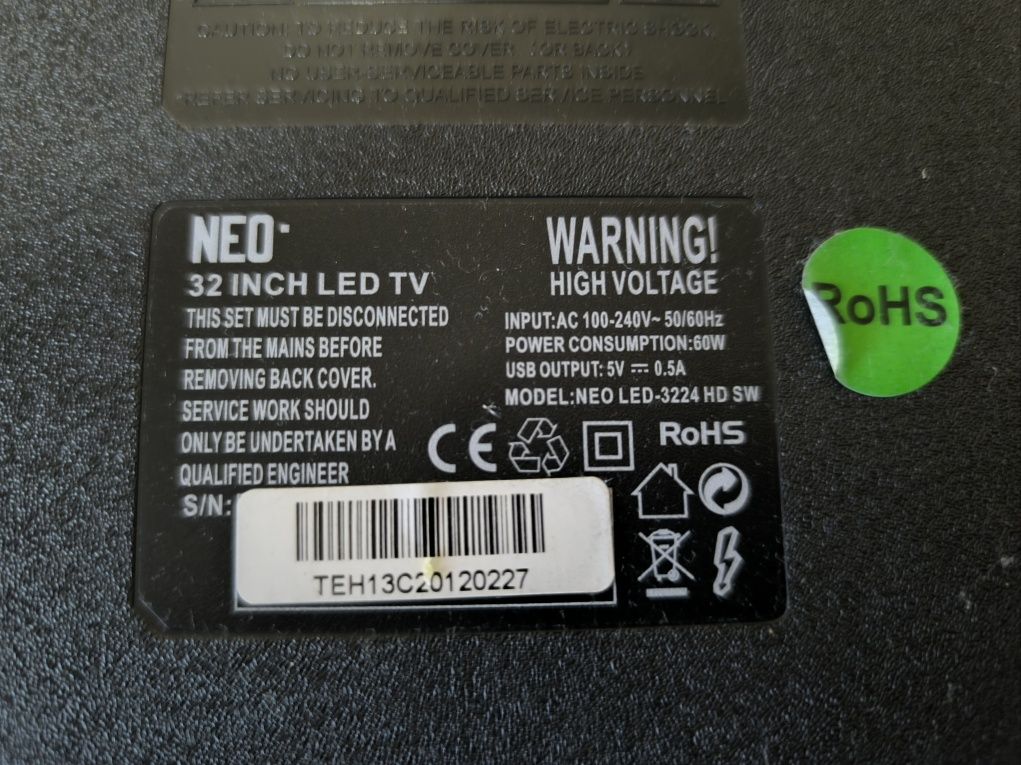 CAUTION: TO REDUCE THE RISK OF ELECTRIC SHOCK,
DO NOT REMOVE COVER (OR BACK)
NO USER-SERVICEABLE PARTS INSIDE
REFER SERVICING TO QUALIFIED SERVICE PERSONNEL
NEO
32 INCH LED TV
THIS SET MUST BE DISCONNECTED
FROM THE MAINS BEFORE
REMOVING BACK COVER.
SERVICE WORK SHOULD
ONLY BE UNDERTAKEN BY A
QUALIFIED ENGINEER
S/N:
TEH13C20120227
WARNING!
HIGH VOLTAGE
INPUT:AC 100-240V~ 50/60Hz
POWER CONSUMPTION:60W
USB OUTPUT: 5V ⎓ 0.5A
MODEL:NEO LED-3224 HD SW
CE
RoHS
RoHS